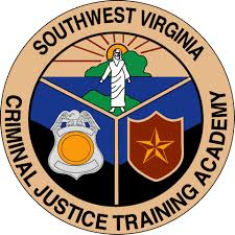 SOUTHWEST VIRGINIA
CRIMINAL JUSTICE TRAINING ACADEMY